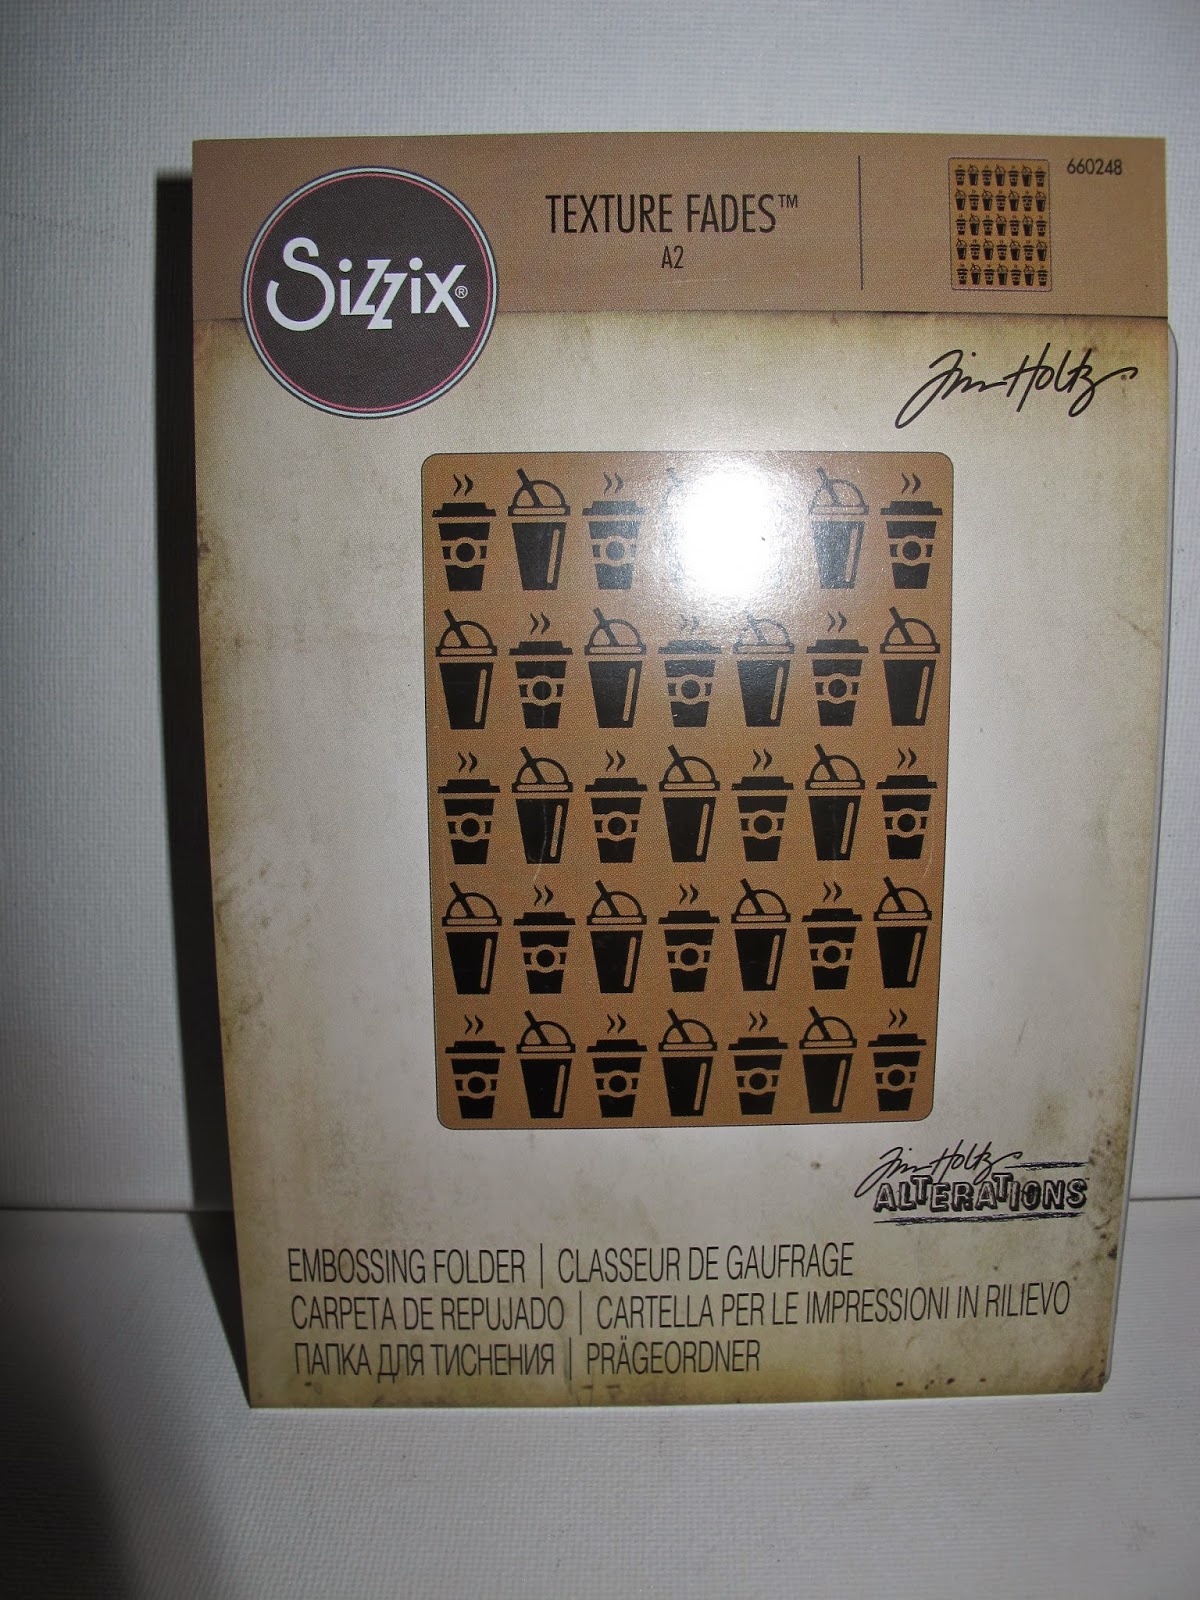 Sizzix®
TEXTURE FADES™
A2
660248
Tim Holtz
Tim Holtz
ALTERATIONS
EMBOSSING FOLDER | CLASSEUR DE GAUFRAGE
CARPETA DE REPUJADO | CARTELLA PER LE IMPRESSIONI IN RILIEVO
ПАПКА ДЛЯ ТИСНЕНИЯ | PRÄGEORDNER